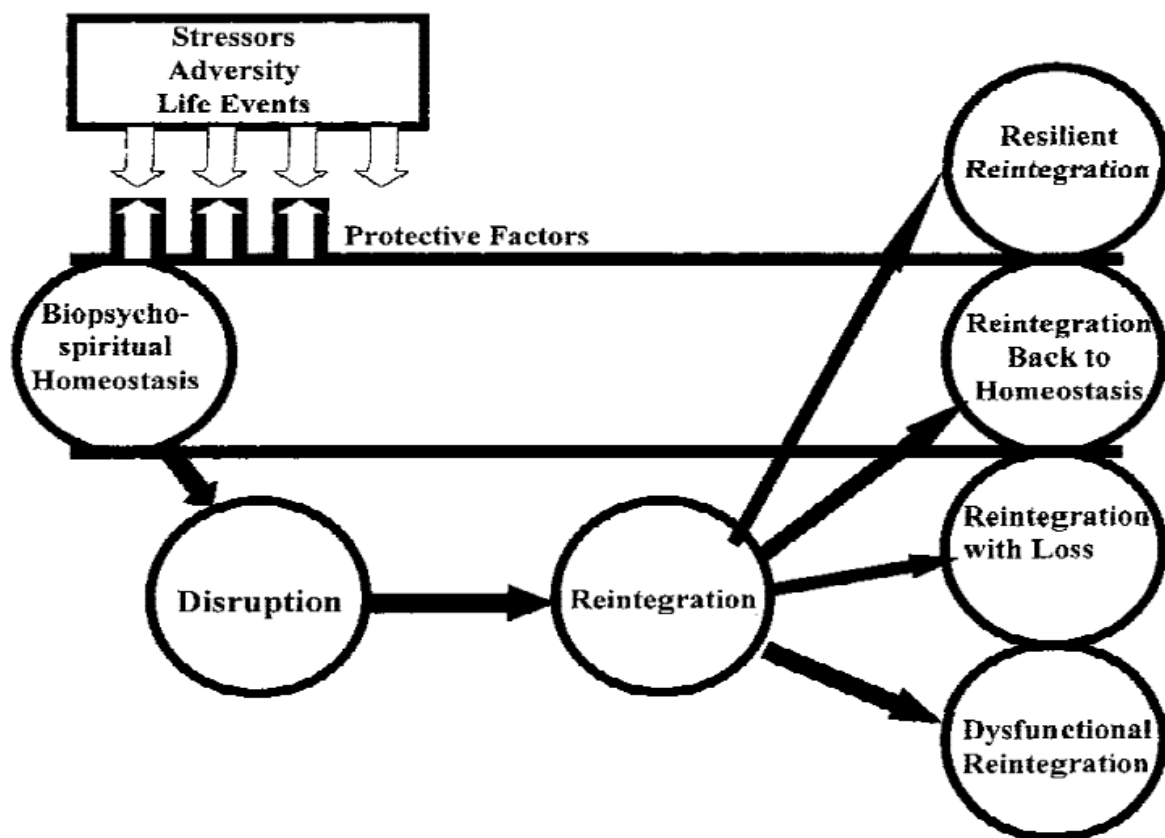 Stressors
Adversity
Life Events
Protective Factors
Biopsycho-
spiritual
Homeostasis
Disruption
Reintegration
Resilient
Reintegration
Reintegration
Back to
Homeostasis
Reintegration
with Loss
Dysfunctional
Reintegration